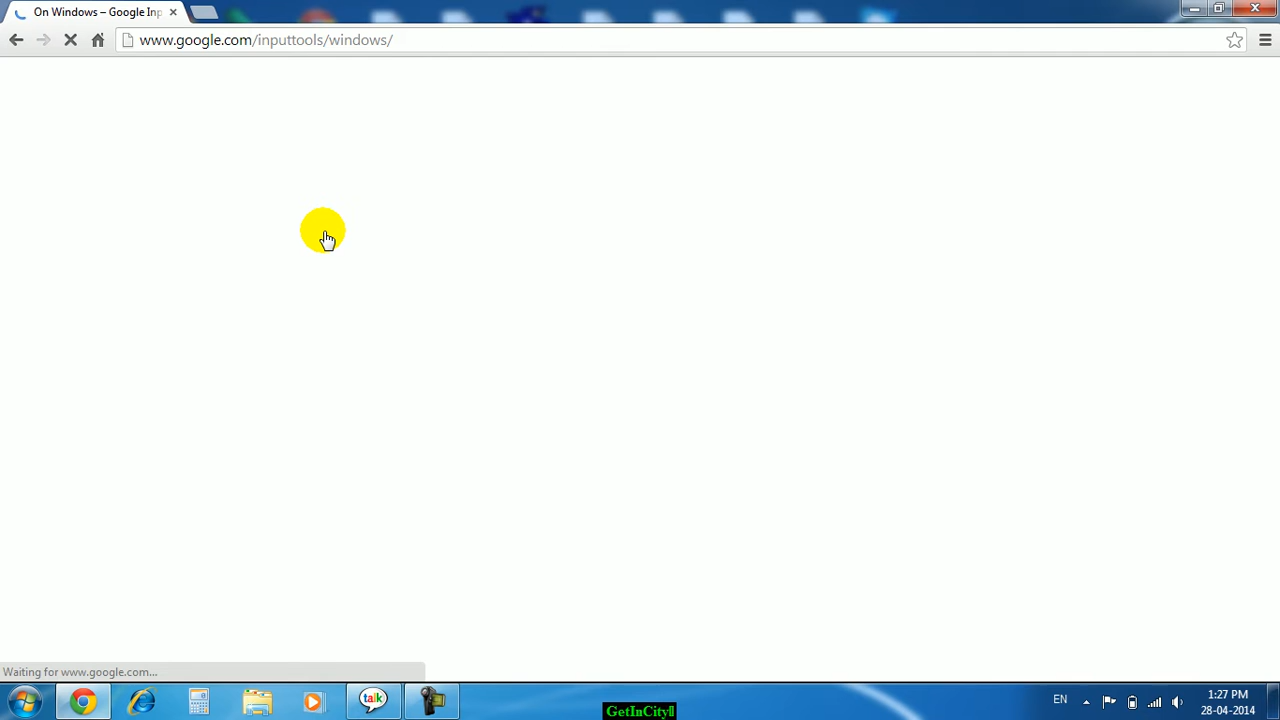 On Windows – Google Inp
www.google.com/inputtools/windows/
Waiting for www.google.com...
talk
EN
1:27 PM
28-04-2014
GetInCity